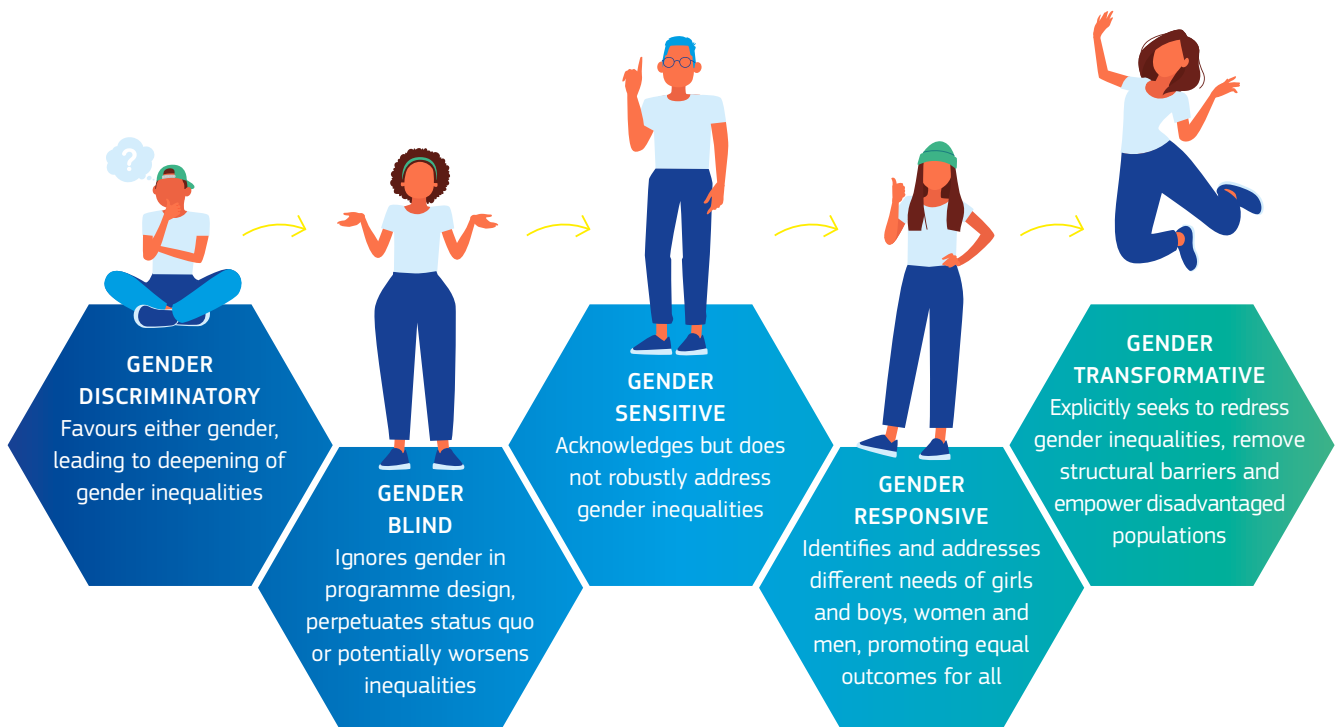 ?
GENDER
DISCRIMINATORY
Favours either gender,
leading to deepening of
gender inequalities
GENDER
BLIND
Ignores gender in
programme design,
perpetuates status quo
or potentially worsens
inequalities
GENDER
SENSITIVE
Acknowledges but does
not robustly address
gender inequalities
GENDER
RESPONSIVE
Identifies and addresses
different needs of girls
and boys, women and
men, promoting equal
outcomes for all
GENDER
TRANSFORMATIVE
Explicitly seeks to redress
gender inequalities, remove
structural barriers and
empower disadvantaged
populations